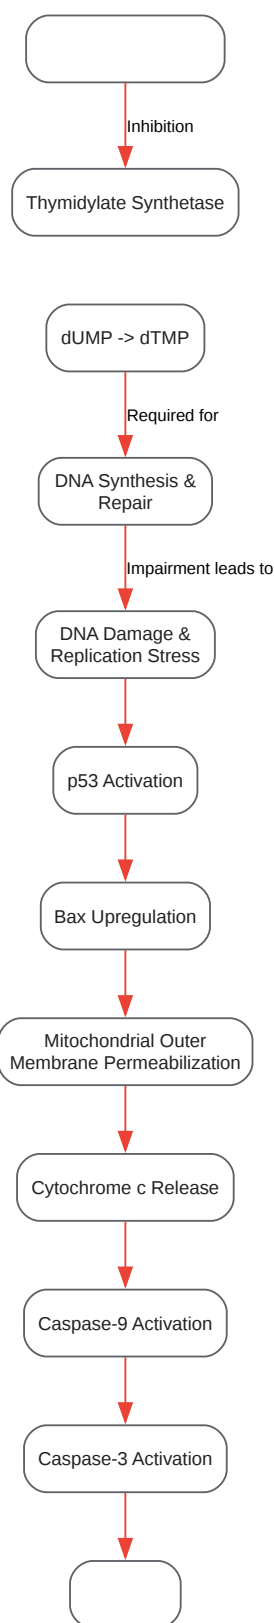 Inhibition
Thymidylate Synthetase
dUMP -> dTMP
Required for
DNA Synthesis &
Repair
Impairment leads to
DNA Damage &
Replication Stress
p53 Activation
Bax Upregulation
Mitochondrial Outer
Membrane Permeabilization
Cytochrome c Release
Caspase-9 Activation
Caspase-3 Activation